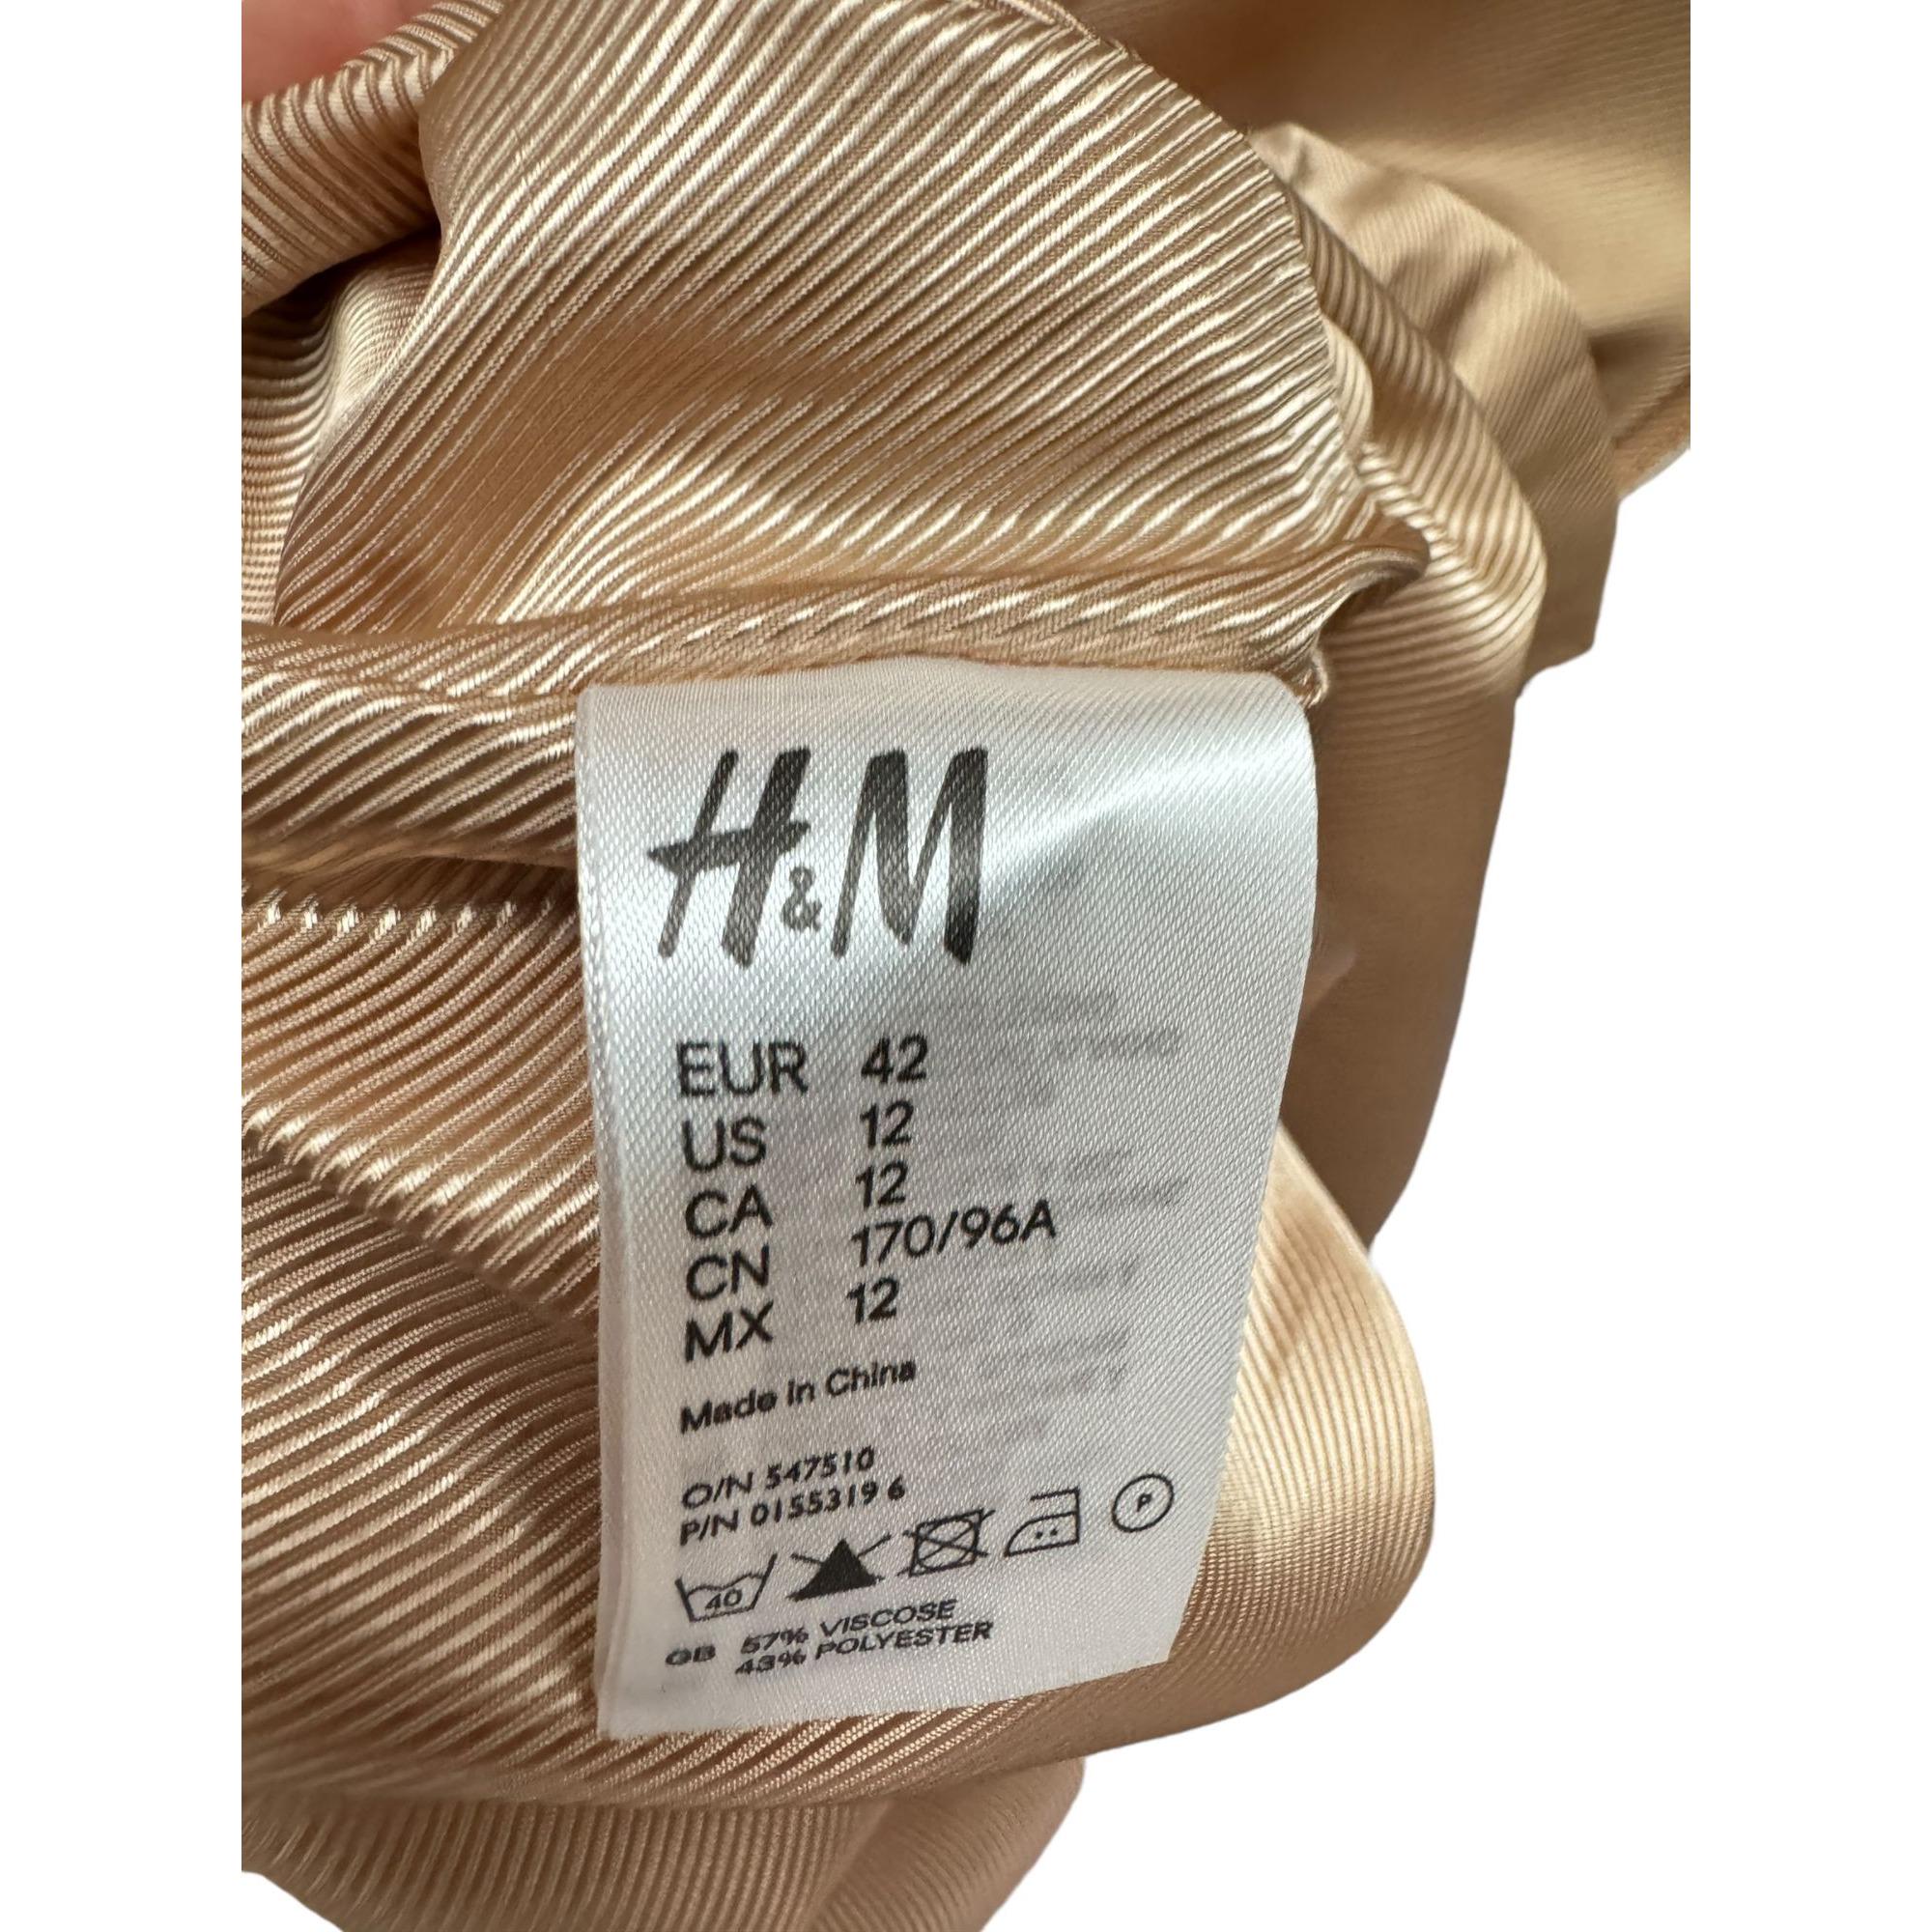 H&M
EUR 42
US 12
CA 12
CN 170/96A
MX 12
Made in China
O/N 547510
P/N 0155319 6
40
P
GB 57% VISCOSE
43% POLYESTER